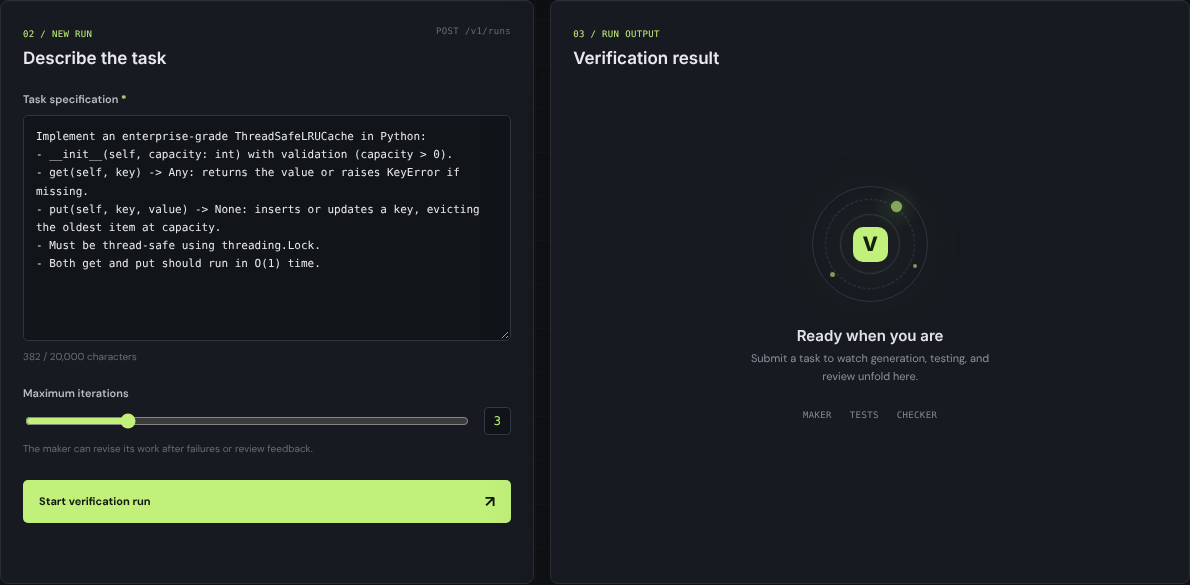 02 / NEW RUN
POST /v1/runs
Describe the task
Task specification *
Implement an enterprise-grade ThreadSafeLRUCache in Python:
- __init__(self, capacity: int) with validation (capacity > 0).
- get(self, key) -> Any: returns the value or raises KeyError if
missing.
- put(self, key, value) -> None: inserts or updates a key, evicting
the oldest item at capacity.
- Must be thread-safe using threading.Lock.
- Both get and put should run in O(1) time.
382 / 20,000 characters
Maximum iterations
3
The maker can revise its work after failures or review feedback.
Start verification run
03 / RUN OUTPUT
Verification result
V
Ready when you are
Submit a task to watch generation, testing, and
review unfold here.
MAKER TESTS CHECKER